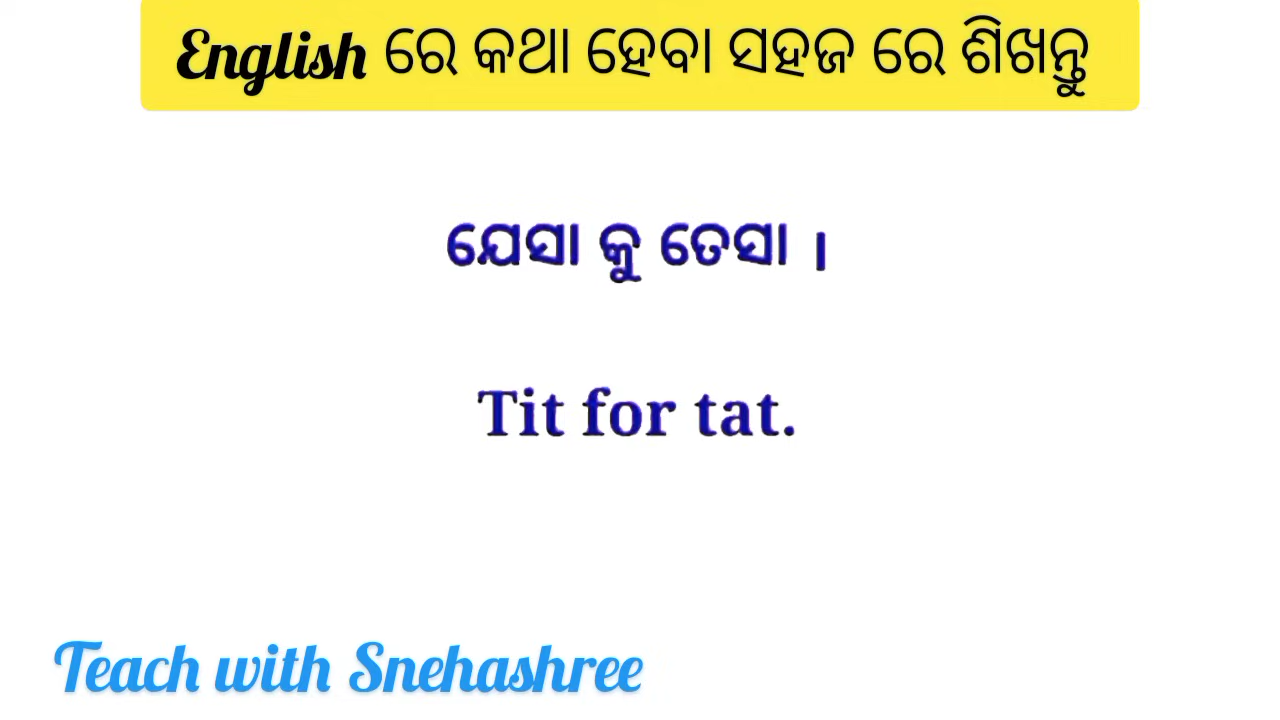 English ରେ କଥା ହେବା ସହଜ ରେ ଶିଖନ୍ତୁ
ଯେସା କୁ ତେସା ।
Tit for tat.
Teach with Snehashree